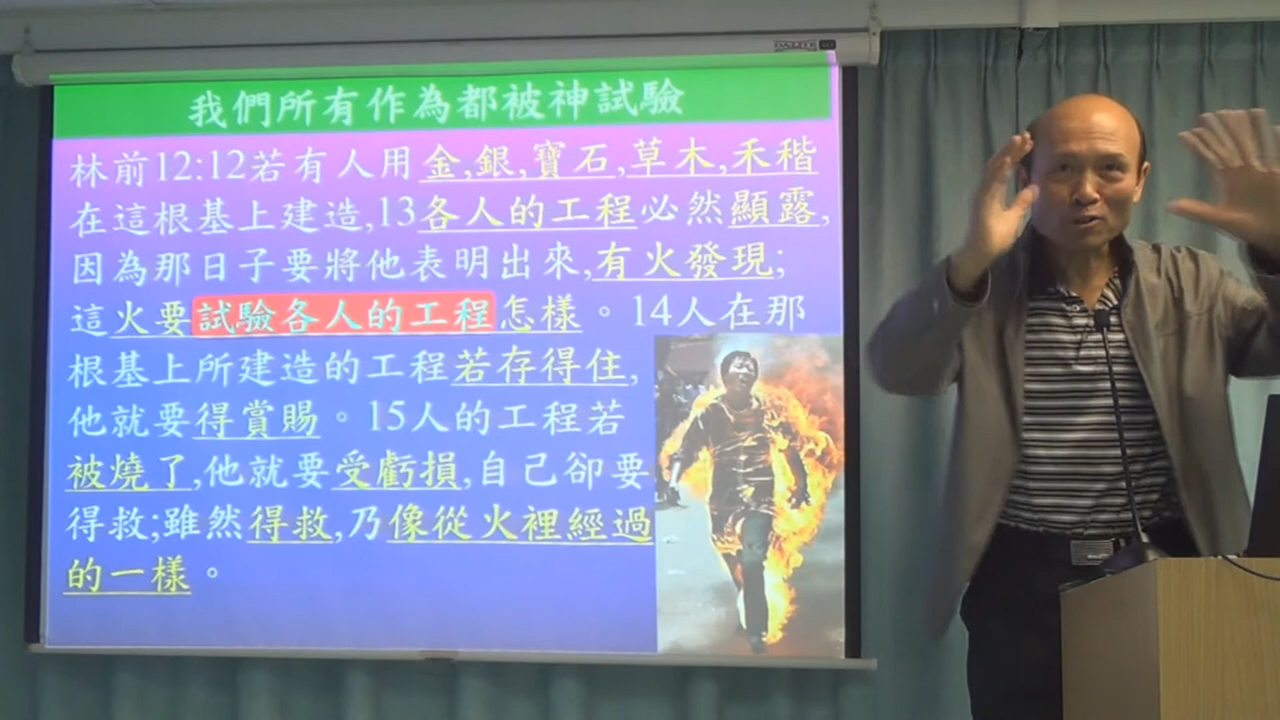 我們所有作為都被神試驗
林前12:12若有人用金,銀,寶石,草木,禾稭
在這根基上建造,13各人的工程必然顯露,
因為那日子要將他表明出來,有火發現;
這火要試驗各人的工程怎樣。14人在那
根基上所建造的工程若存得住,
他就要得賞賜。15人的工程若
被燒了,他就要受虧損,自己卻要
得救;雖然得救,乃像從火裡經過
的一樣。